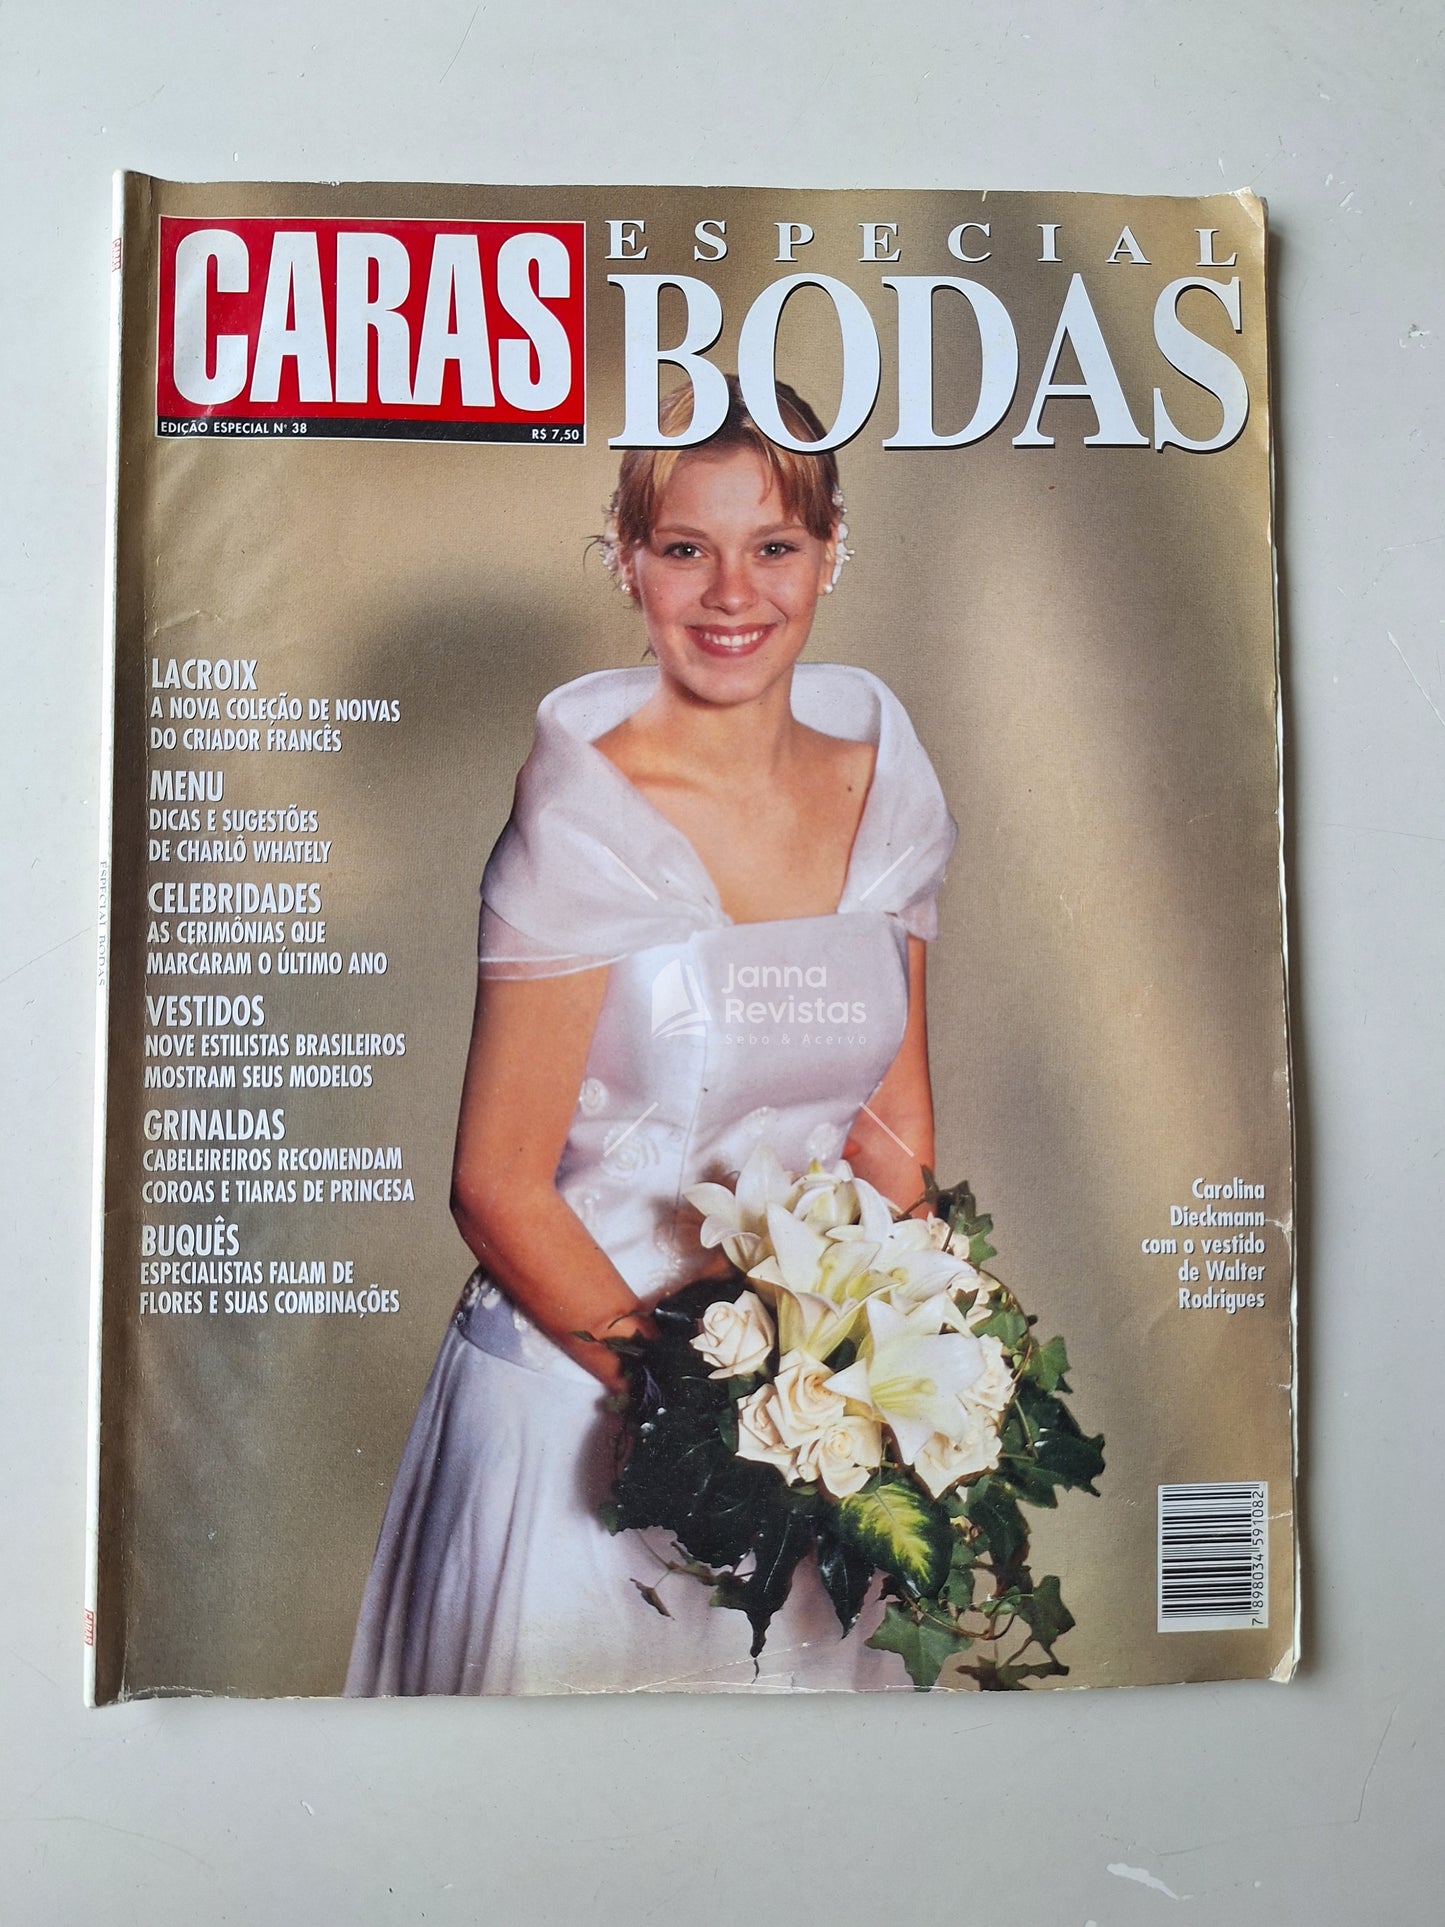 CARAS
EDIÇÃO ESPECIAL Nº 38
R$ 7,50
ESPECIAL
BODAS
LACROIX
A NOVA COLEÇÃO DE NOIVAS
DO CRIADOR FRANCÊS
MENU
DICAS E SUGESTÕES
DE CHARLÔ WHATELY
CELEBRIDADES
AS CERIMÔNIAS QUE
MARCARAM O ÚLTIMO ANO
VESTIDOS
NOVE ESTILISTAS BRASILEIROS
MOSTRAM SEUS MODELOS
GRINALDAS
CABELEIREIROS RECOMENDAM
COROAS E TIARAS DE PRINCESA
BUQUÊS
ESPECIALISTAS FALAM DE
FLORES E SUAS COMBINAÇÕES
Carolina
Dieckmann
com o vestido
de Walter
Rodrigues
7 898034 591082
Janna
Revistas
Sebo & Acervo
ESPECIAL BODAS
CARAS
CARAS